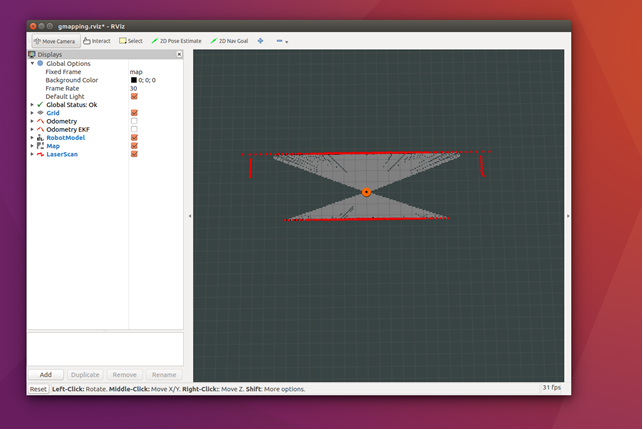 gmapping.rviz* - RViz
Move Camera Interact Select 2D Pose Estimate 2D Nav Goal
Displays
Global Options
Fixed Frame map
Background Color 0; 0; 0
Frame Rate 30
Default Light
Global Status: Ok
Grid
Odometry
Odometry EKF
RobotModel
Map
LaserScan
Add Duplicate Remove Rename
Reset Left-Click: Rotate. Middle-Click: Move X/Y. Right-Click:: Move Z. Shift: More options. 31 fps